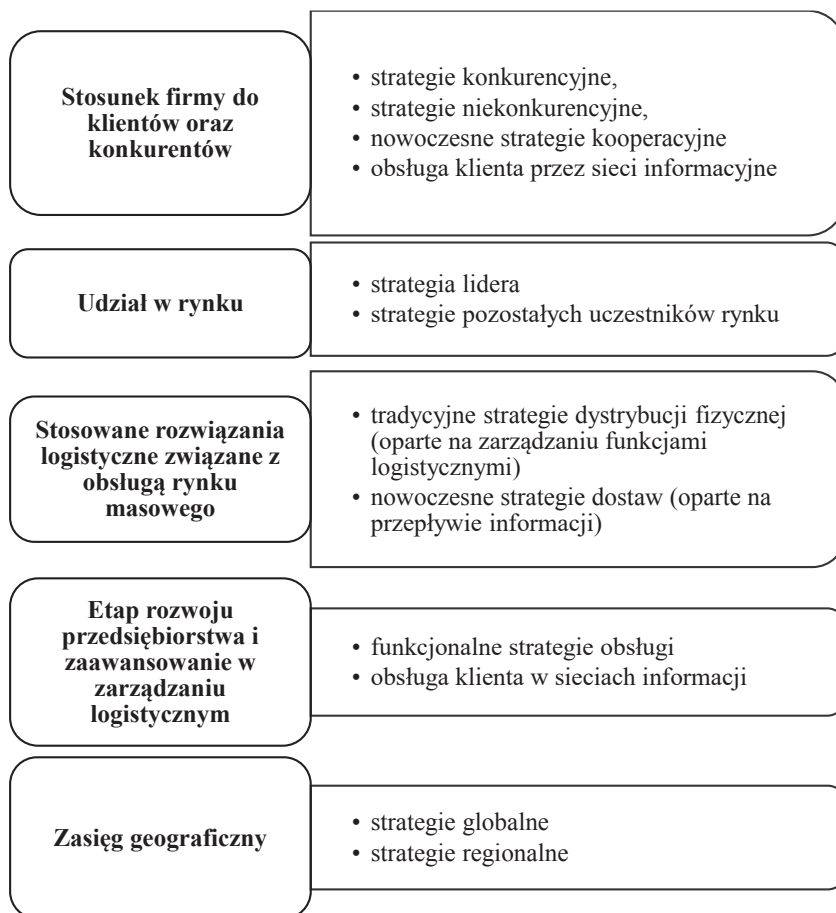 Stosunek firmy do
klientów oraz
konkurentów
• strategie konkurencyjne,
• strategie niekonkurencyjne,
• nowoczesne strategie kooperacyjne
• obsługa klienta przez sieci informacyjne
Udział w rynku
• strategia lidera
• strategie pozostałych uczestników rynku
Stosowane rozwiązania
logistyczne związane z
obsługą rynku
masowego
• tradycyjne strategie dystrybucji fizycznej
(oparte na zarządzaniu funkcjami
logistycznymi)
• nowoczesne strategie dostaw (oparte na
przepływie informacji)
Etap rozwoju
przedsiębiorstwa i
zaawansowanie w
zarządzaniu
logistycznym
• funkcjonalne strategie obsługi
• obsługa klienta w sieciach informacji
Zasięg geograficzny
• strategie globalne
• strategie regionalne